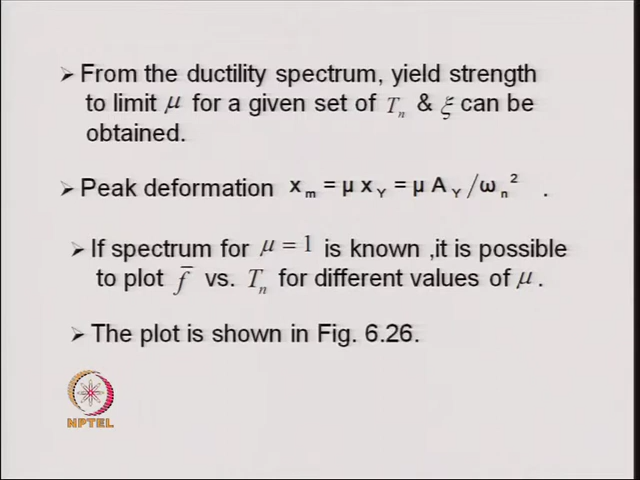 ➢ From the ductility spectrum, yield strength
to limit μ for a given set of Tₙ & ξ can be
obtained.
➢ Peak deformation xₘ = μ x_Y = μ A_Y /ωₙ² .
➢ If spectrum for μ = 1 is known ,it is possible
to plot f̄ vs. Tₙ for different values of μ .
➢ The plot is shown in Fig. 6.26.
NPTEL